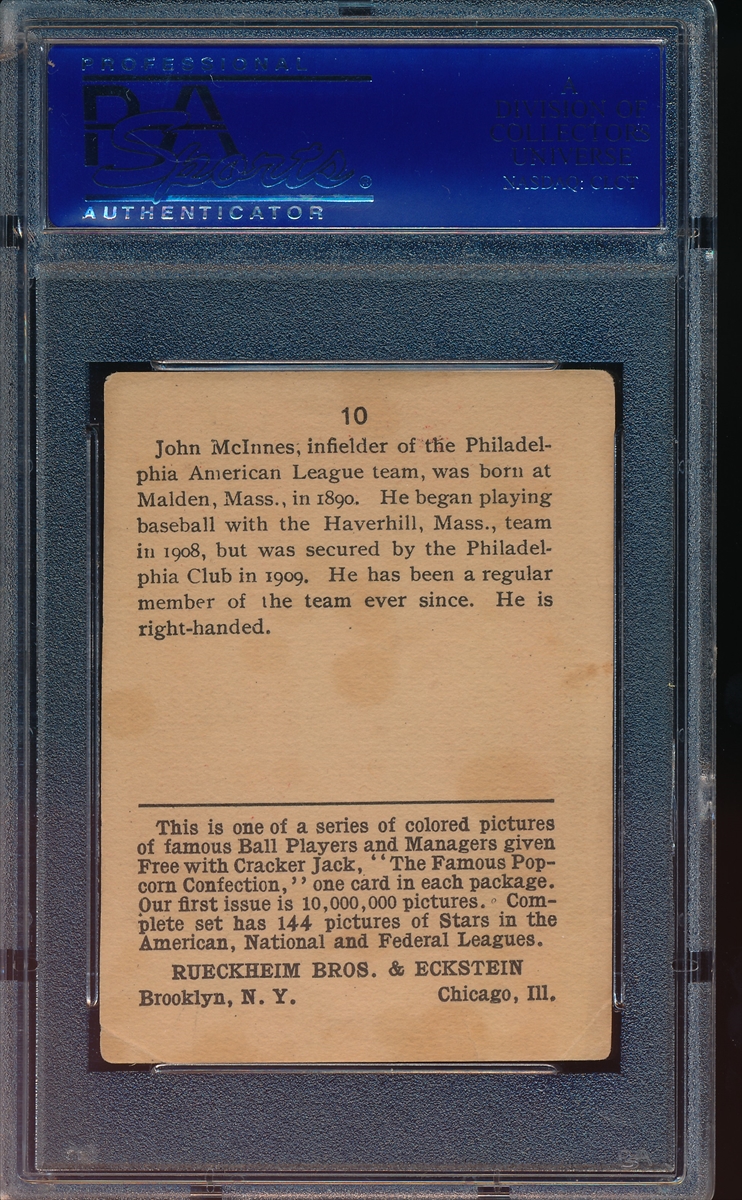 PROFESSIONAL
PSA
Sports®
AUTHENTICATOR
A
DIVISION OF
COLLECTORS
UNIVERSE
NASDAQ: CLCT
10
John McInnes, infielder of the Philadel-
phia American League team, was born at
Malden, Mass., in 1890. He began playing
baseball with the Haverhill, Mass., team
in 1908, but was secured by the Philadel-
phia Club in 1909. He has been a regular
member of the team ever since. He is
right-handed.
This is one of a series of colored pictures
of famous Ball Players and Managers given
Free with Cracker Jack, "The Famous Pop-
corn Confection," one card in each package.
Our first issue is 10,000,000 pictures. Com-
plete set has 144 pictures of Stars in the
American, National and Federal Leagues.
RUECKHEIM BROS. & ECKSTEIN
Brooklyn, N. Y. Chicago, Ill.
PSA